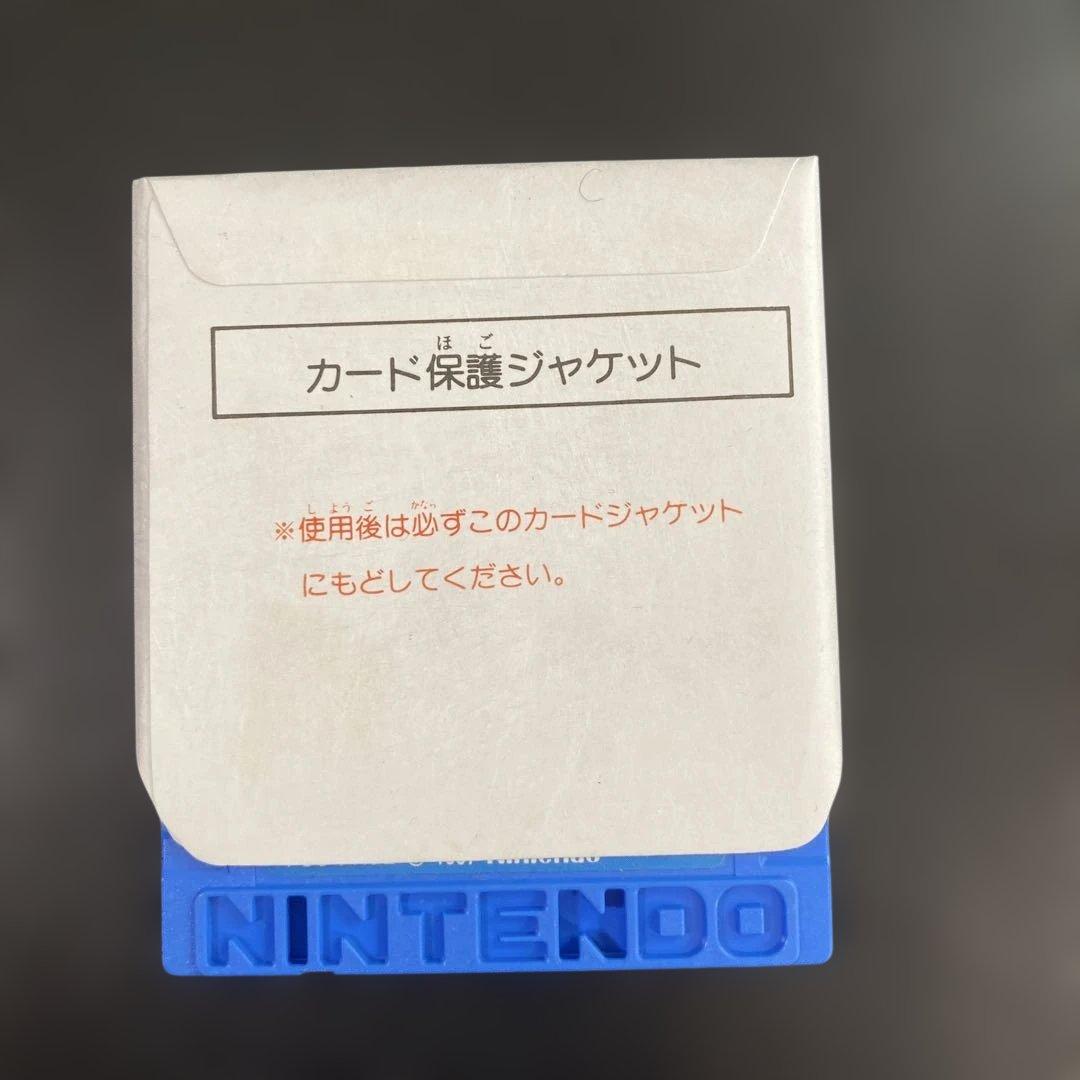 カード保護ジャケット
※使用後は必ずこのカードジャケット
にもどしてください。
NINTENDO